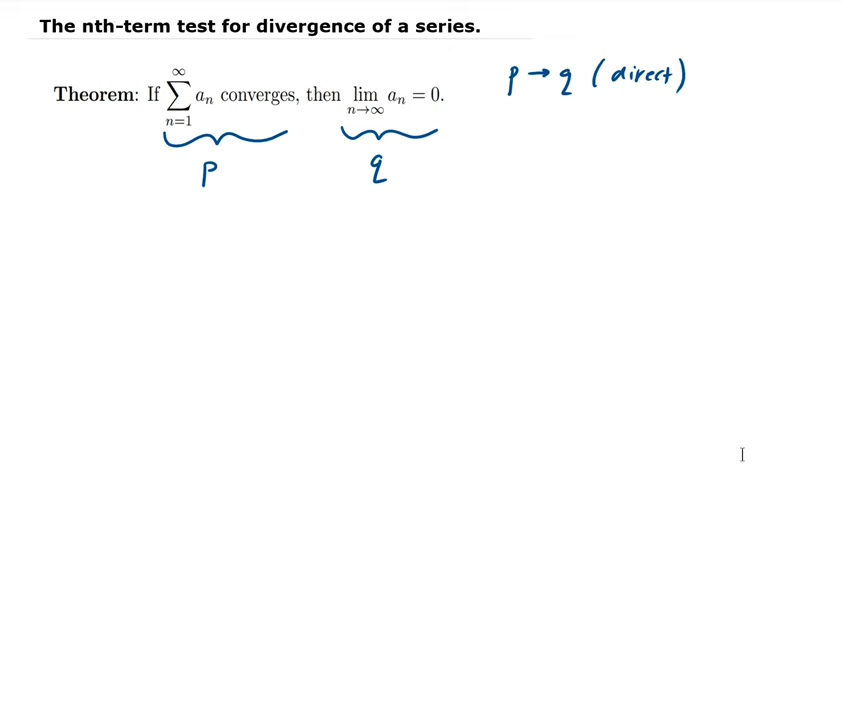 The nth-term test for divergence of a series.
Theorem: If ∑_{n=1}^{∞} a_n converges, then lim_{n→∞} a_n = 0.
p → q (direct)
p q